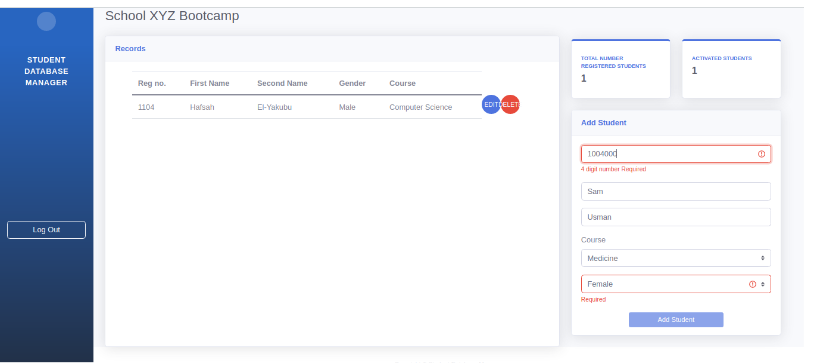 School XYZ Bootcamp
STUDENT
DATABASE
MANAGER
Log Out
Records
Reg no. First Name Second Name Gender Course
1104 Hafsah El-Yakubu Male Computer Science
EDIT DELETE
TOTAL NUMBER
REGISTERED STUDENTS
1
ACTIVATED STUDENTS
1
Add Student
1004000
4 digit number Required
Sam
Usman
Course
Medicine
Female
Required
Add Student